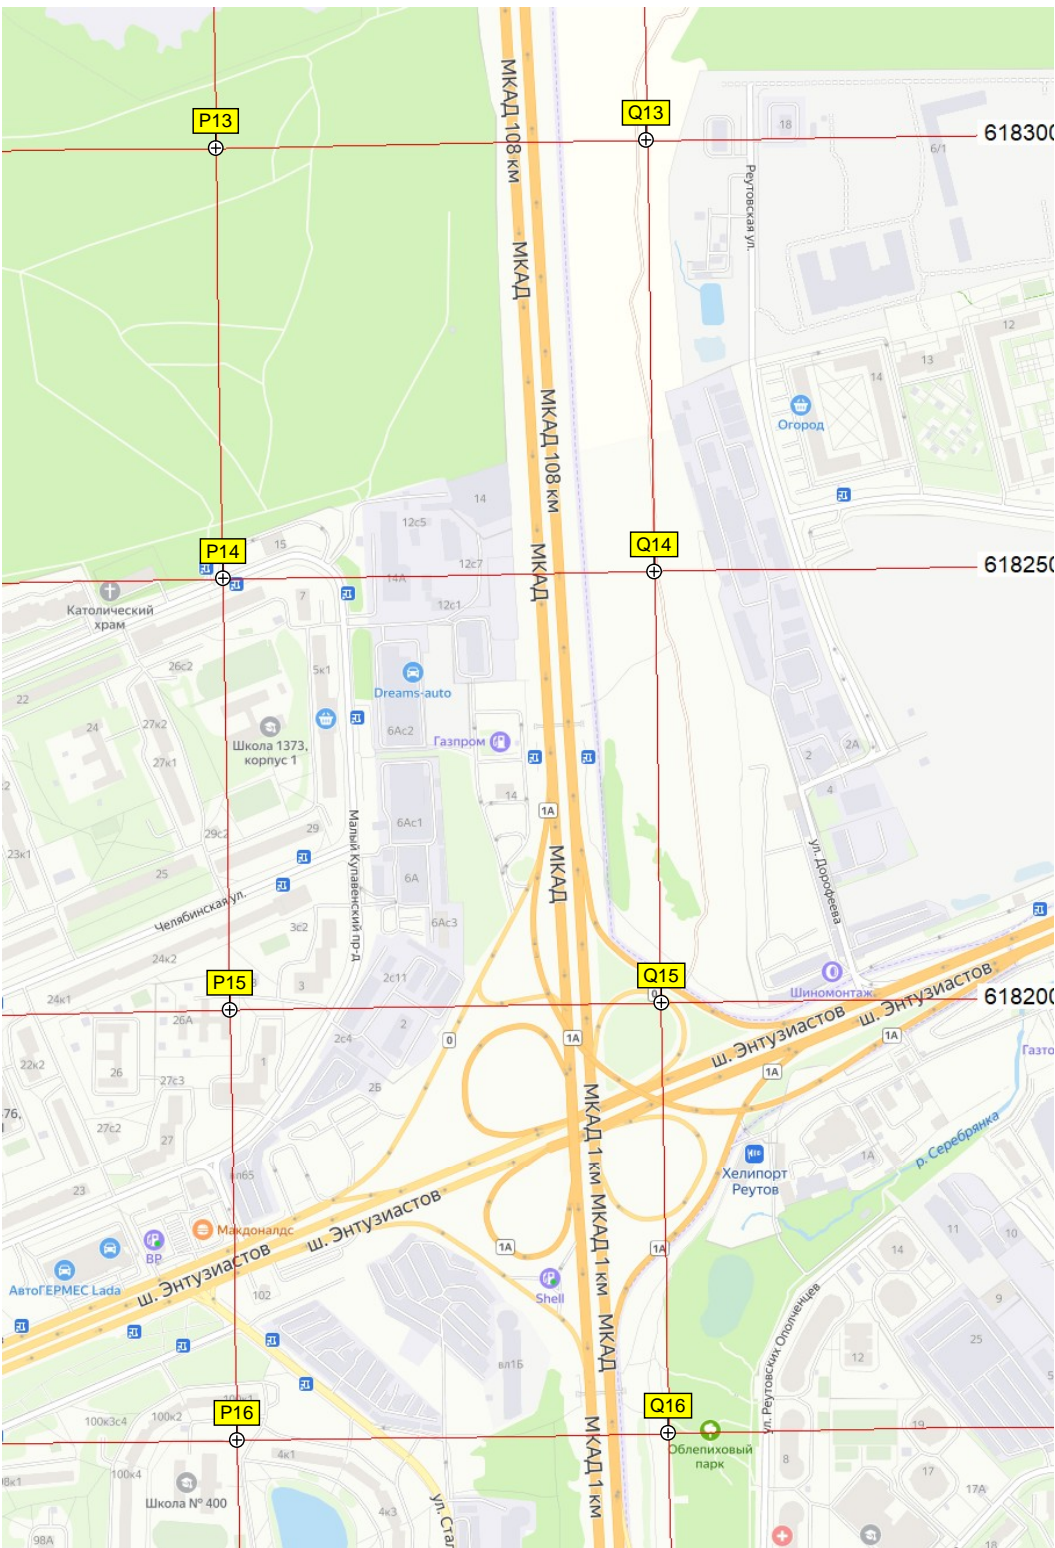 МКАД 108 км
P13
Q13
618300
18
6/1
Реутовская ул.
МКАД
12
13
14
МКАД 108 км
Огород
14
12с5
15
P14
Q14
618250
МКАД
12с7
14А
12с1
7
Католический
храм
26с2
5к1
Dreams-auto
22
24
27к2
6Ас2
Газпром
Школа 1373,
корпус 1
27к1
2А
2
4
14
1А
29с2
29
6Ас1
Малый Купавенский пр-д
23к1
25
6А
МКАД
ул. Дорофеева
Челябинская ул.
3с2
6Ас3
24к2
2с11
P15
Q15
3
24к1
0
Шиномонтаж
618200
26А
2
ш. Энтузиастов
ш. Энтузиастов
0
1А
1А
2с4
22к2
26
1
1А
27с3
2Б
МКАД 1 км
27с2
27
р. Серебрянка
1А
Хелипорт
Реутов
23
вл65
МКАД 1 км
Макдоналдс
ш. Энтузиастов
BP
1А
1А
14
11
10
АвтоГЕРМЕС Lada
ш. Энтузиастов
102
Shell
9
ул. Реутовских Ополченцев
МКАД
25
вл1Б
12
P16
Q16
100к1
100к2
100к3с4
19
МКАД 1 км
Облепиховый
парк
4к1
8
17
100к4
17А
Школа № 400
4к3
ул. Стал
98А
18